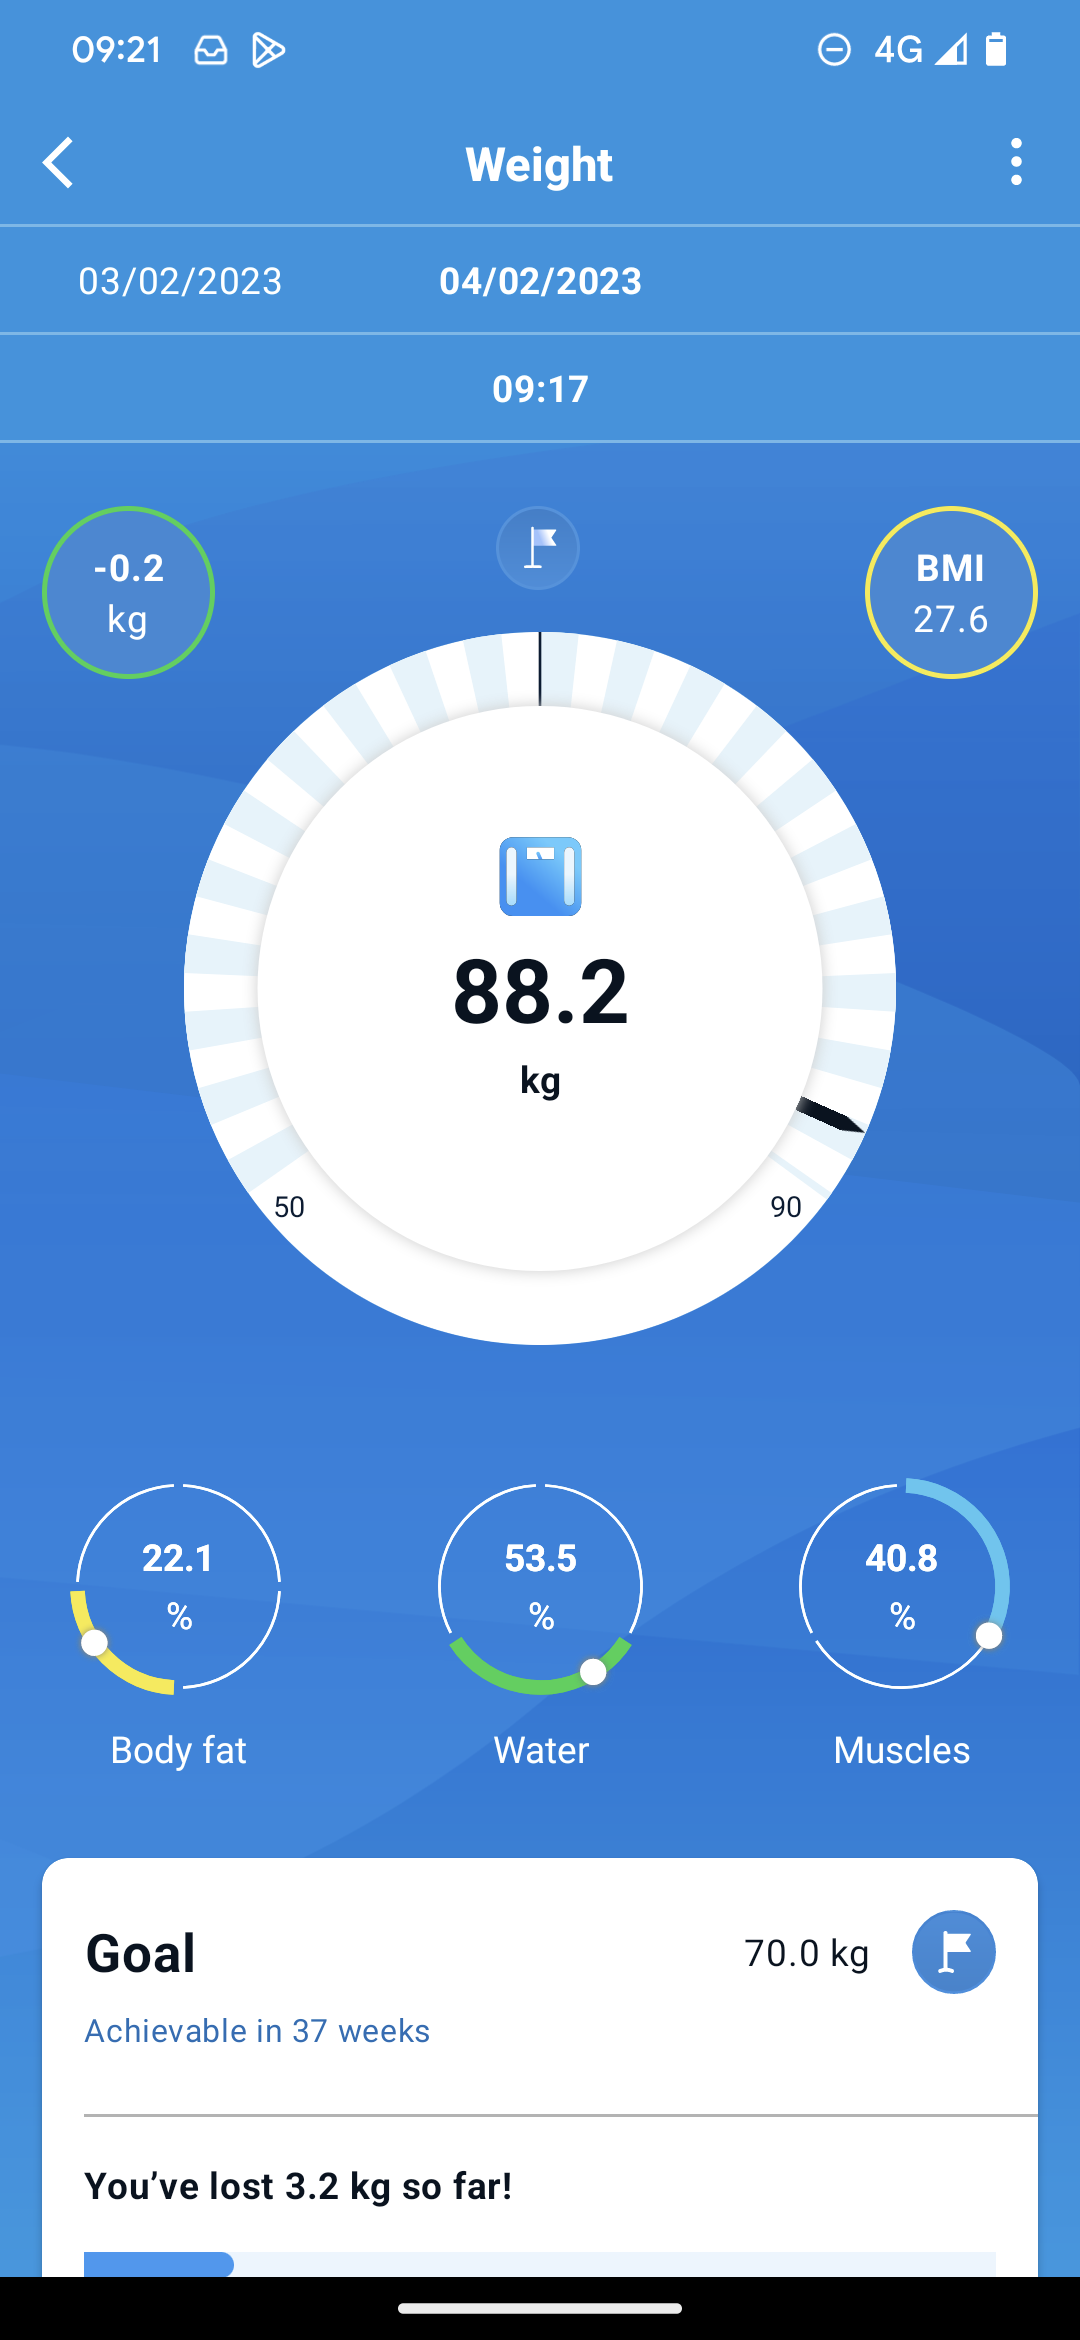 09:21
4G
Weight
03/02/2023 04/02/2023
09:17
-0.2
kg
BMI
27.6
88.2
kg
50
90
22.1
%
Body fat
53.5
%
Water
40.8
%
Muscles
Goal
70.0 kg
Achievable in 37 weeks
You’ve lost 3.2 kg so far!